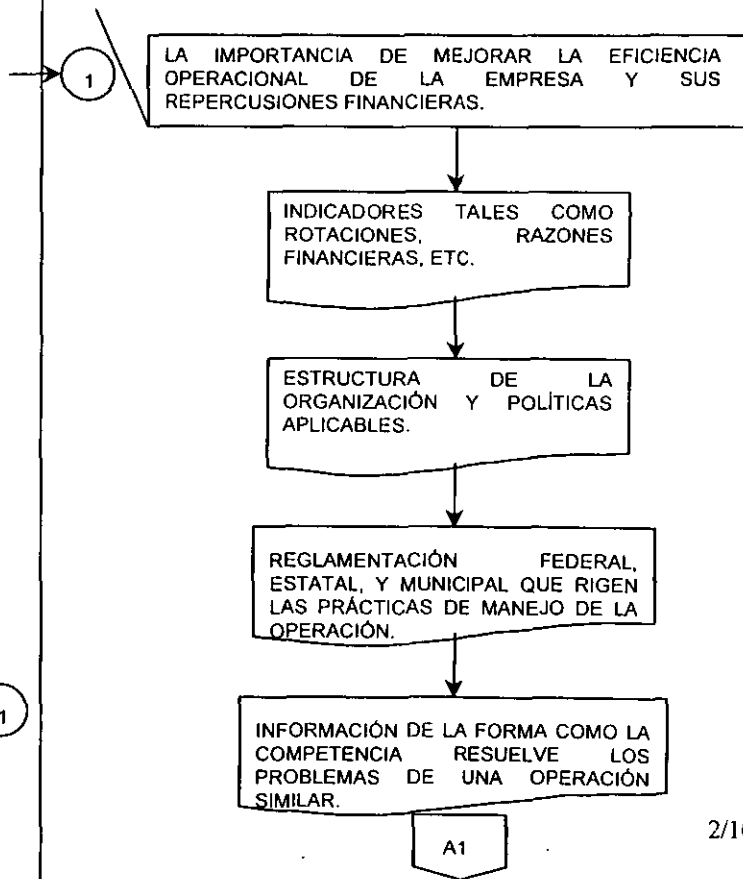 1
LA IMPORTANCIA DE MEJORAR LA EFICIENCIA
OPERACIONAL DE LA EMPRESA Y SUS
REPERCUSIONES FINANCIERAS.
INDICADORES TALES COMO
ROTACIONES, RAZONES
FINANCIERAS, ETC.
ESTRUCTURA DE LA
ORGANIZACIÓN Y POLÍTICAS
APLICABLES.
REGLAMENTACIÓN FEDERAL,
ESTATAL, Y MUNICIPAL QUE RIGEN
LAS PRÁCTICAS DE MANEJO DE LA
OPERACIÓN.
1
INFORMACIÓN DE LA FORMA COMO LA
COMPETENCIA RESUELVE LOS
PROBLEMAS DE UNA OPERACIÓN
SIMILAR.
A1